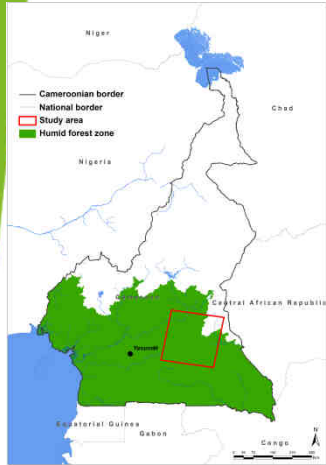 Niger
Cameroonian border
National border
Study area
Humid forest zone
Chad
Nigeria
Central African Republic
Yaoundé
Equatorial Guinea
Gabon
Congo
N